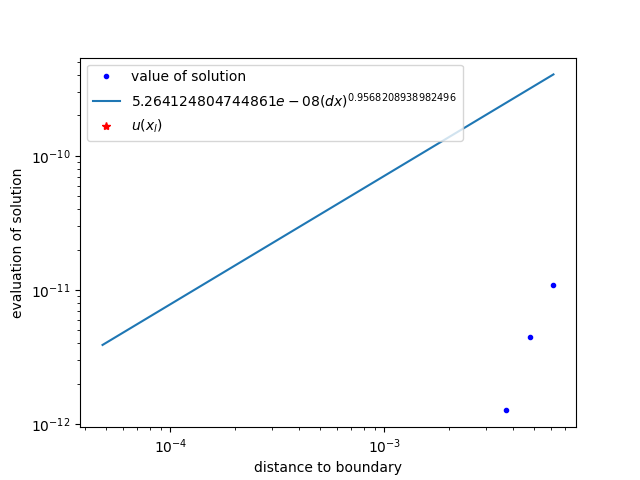 value of solution
5.264124804744861e − 08(dx)^0.9568208938982496
u(x_l)
10^−10
10^−11
10^−12
evaluation of solution
10^−4
10^−3
distance to boundary